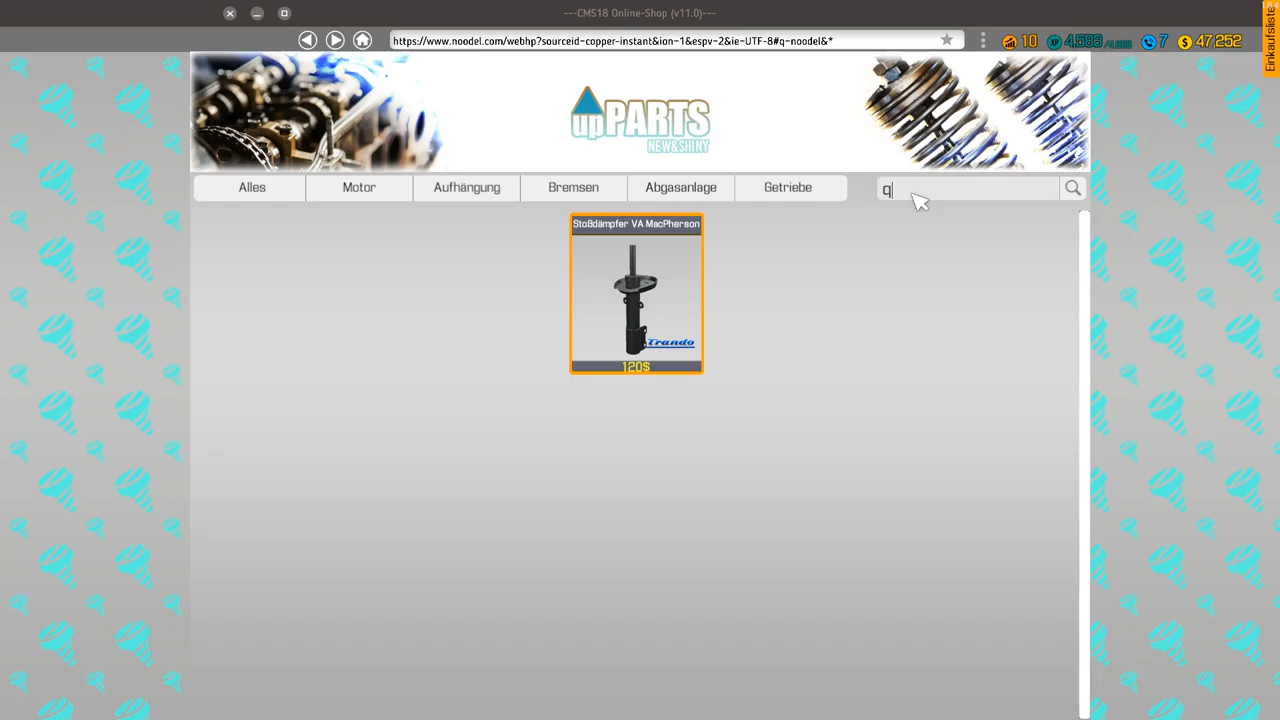 ---CMS18 Online-Shop (v11.0)---
https://www.noodel.com/webhp?sourceid-copper-instant&ion-1&espv-2&ie-UTF-8#q-noodel&*
10
XP 4,583
7
$ 47,252
Einkaufsliste
upPARTS
NEW&SHINY
Alles
Motor
Aufhängung
Bremsen
Abgasanlage
Getriebe
q
Stoßdämpfer VA MacPherson
Trando
120$